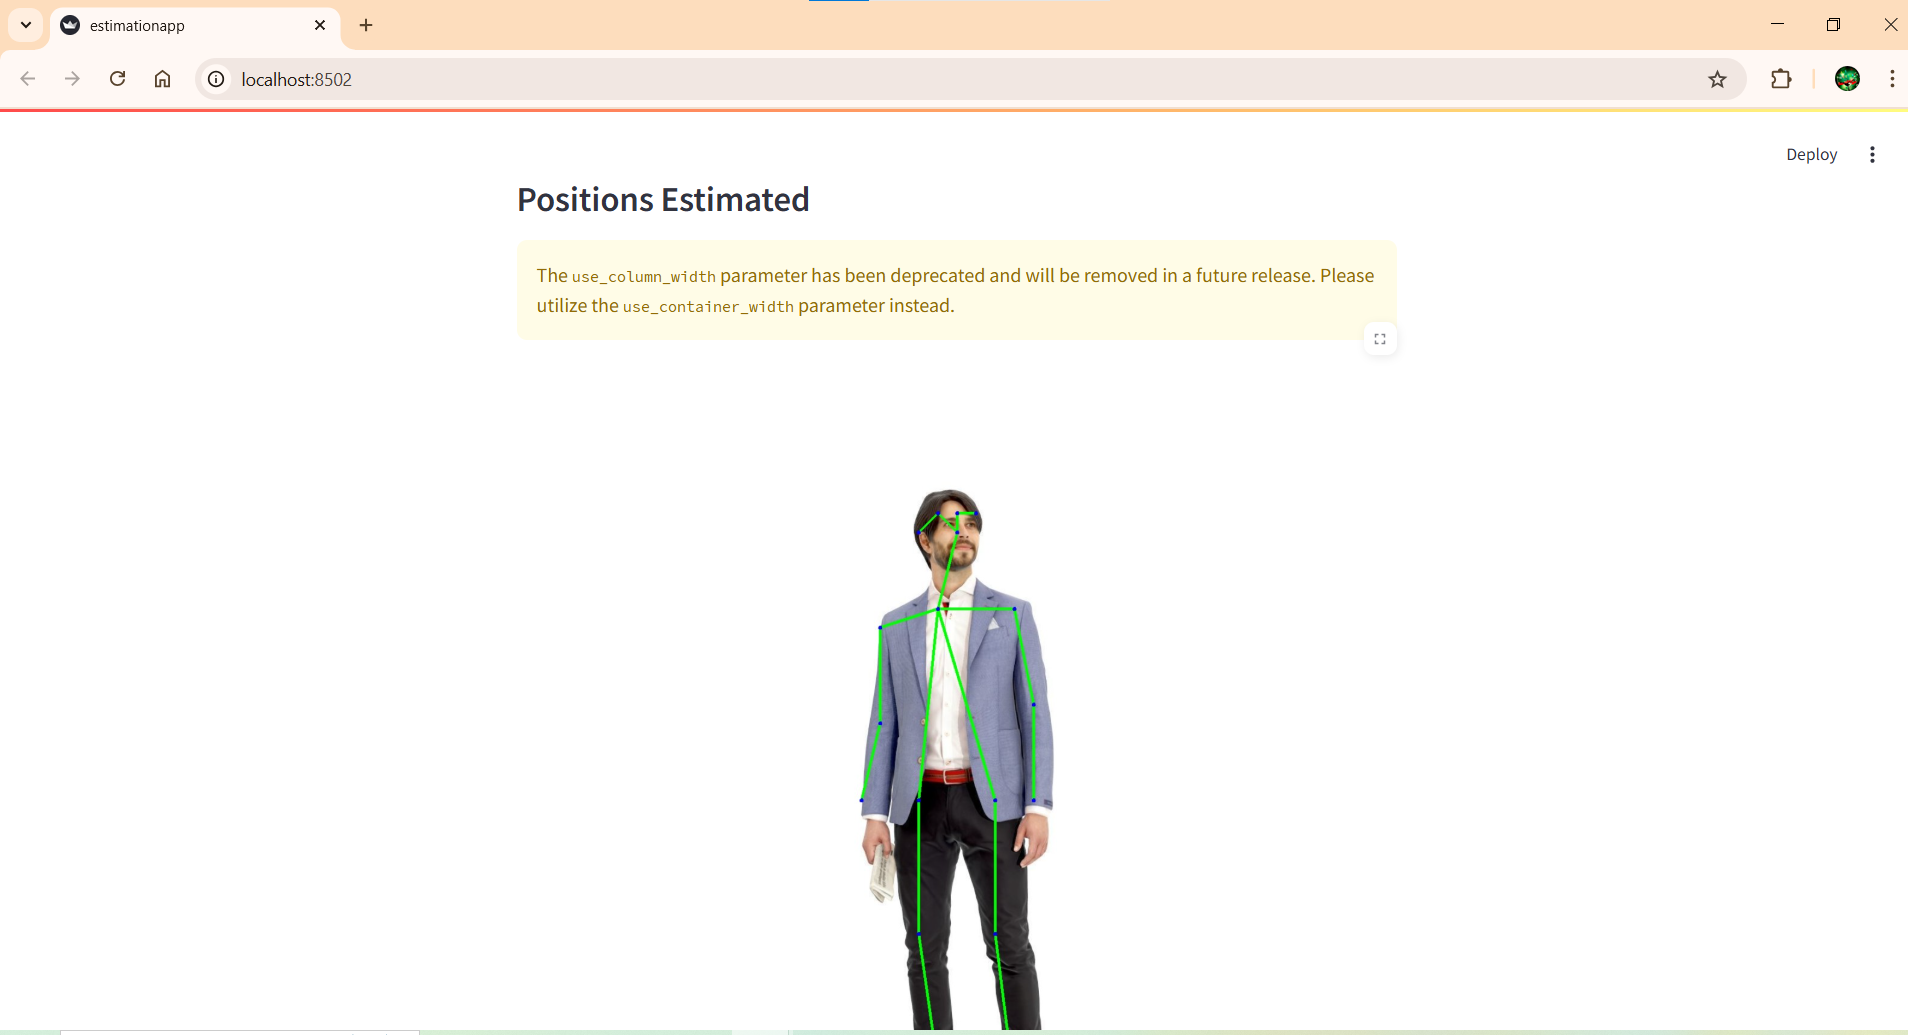 estimationapp
localhost:8502
Deploy
Positions Estimated
The use_column_width parameter has been deprecated and will be removed in a future release. Please
utilize the use_container_width parameter instead.